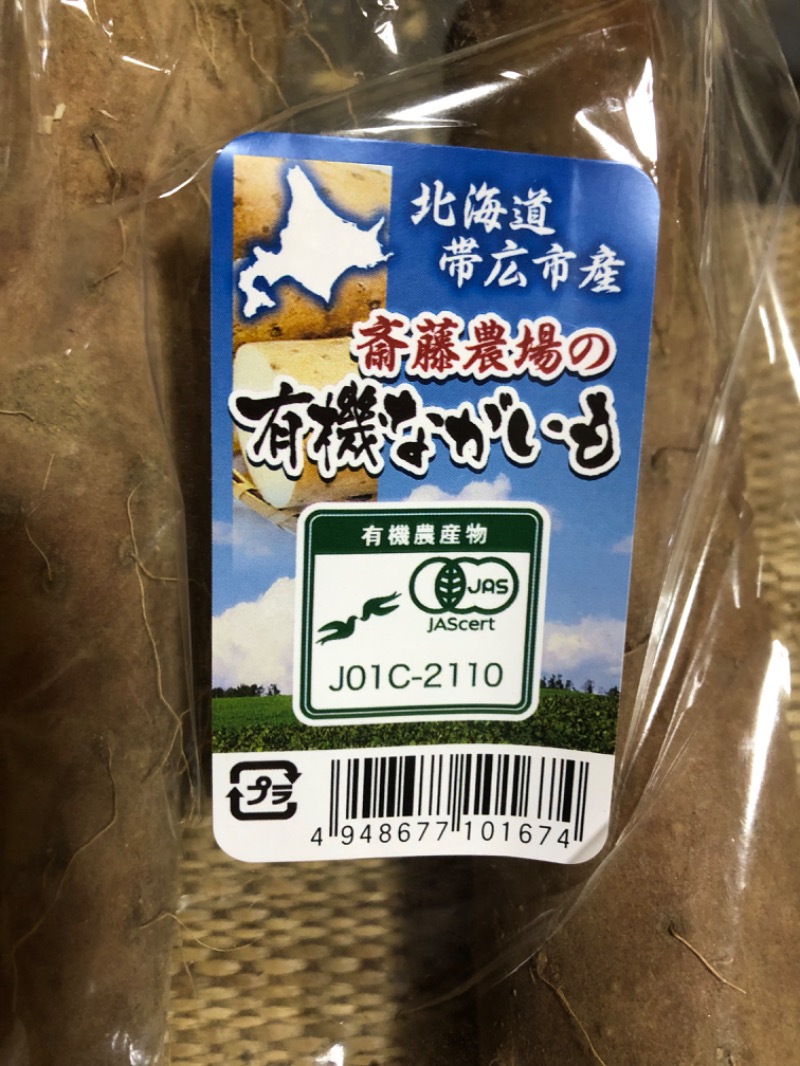 北海道
帯広市産
斎藤農場の
有機ながいも
有機農産物
JAS
JAScert
J01C-2110
プラ
4 948677 101674